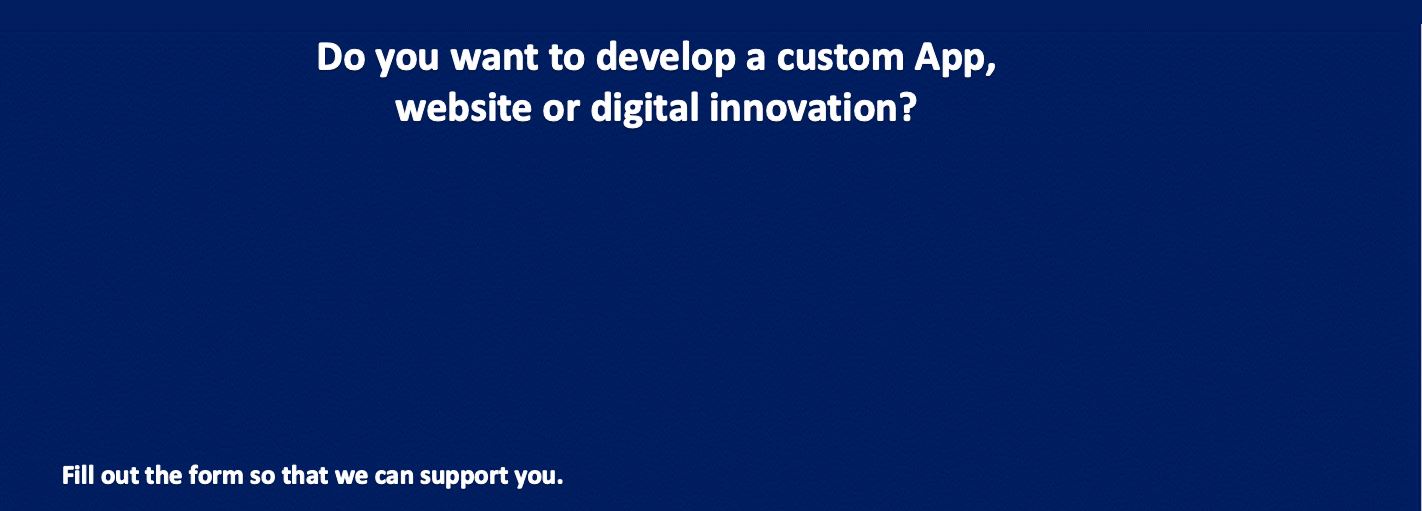 Do you want to develop a custom App,
website or digital innovation?
Fill out the form so that we can support you.